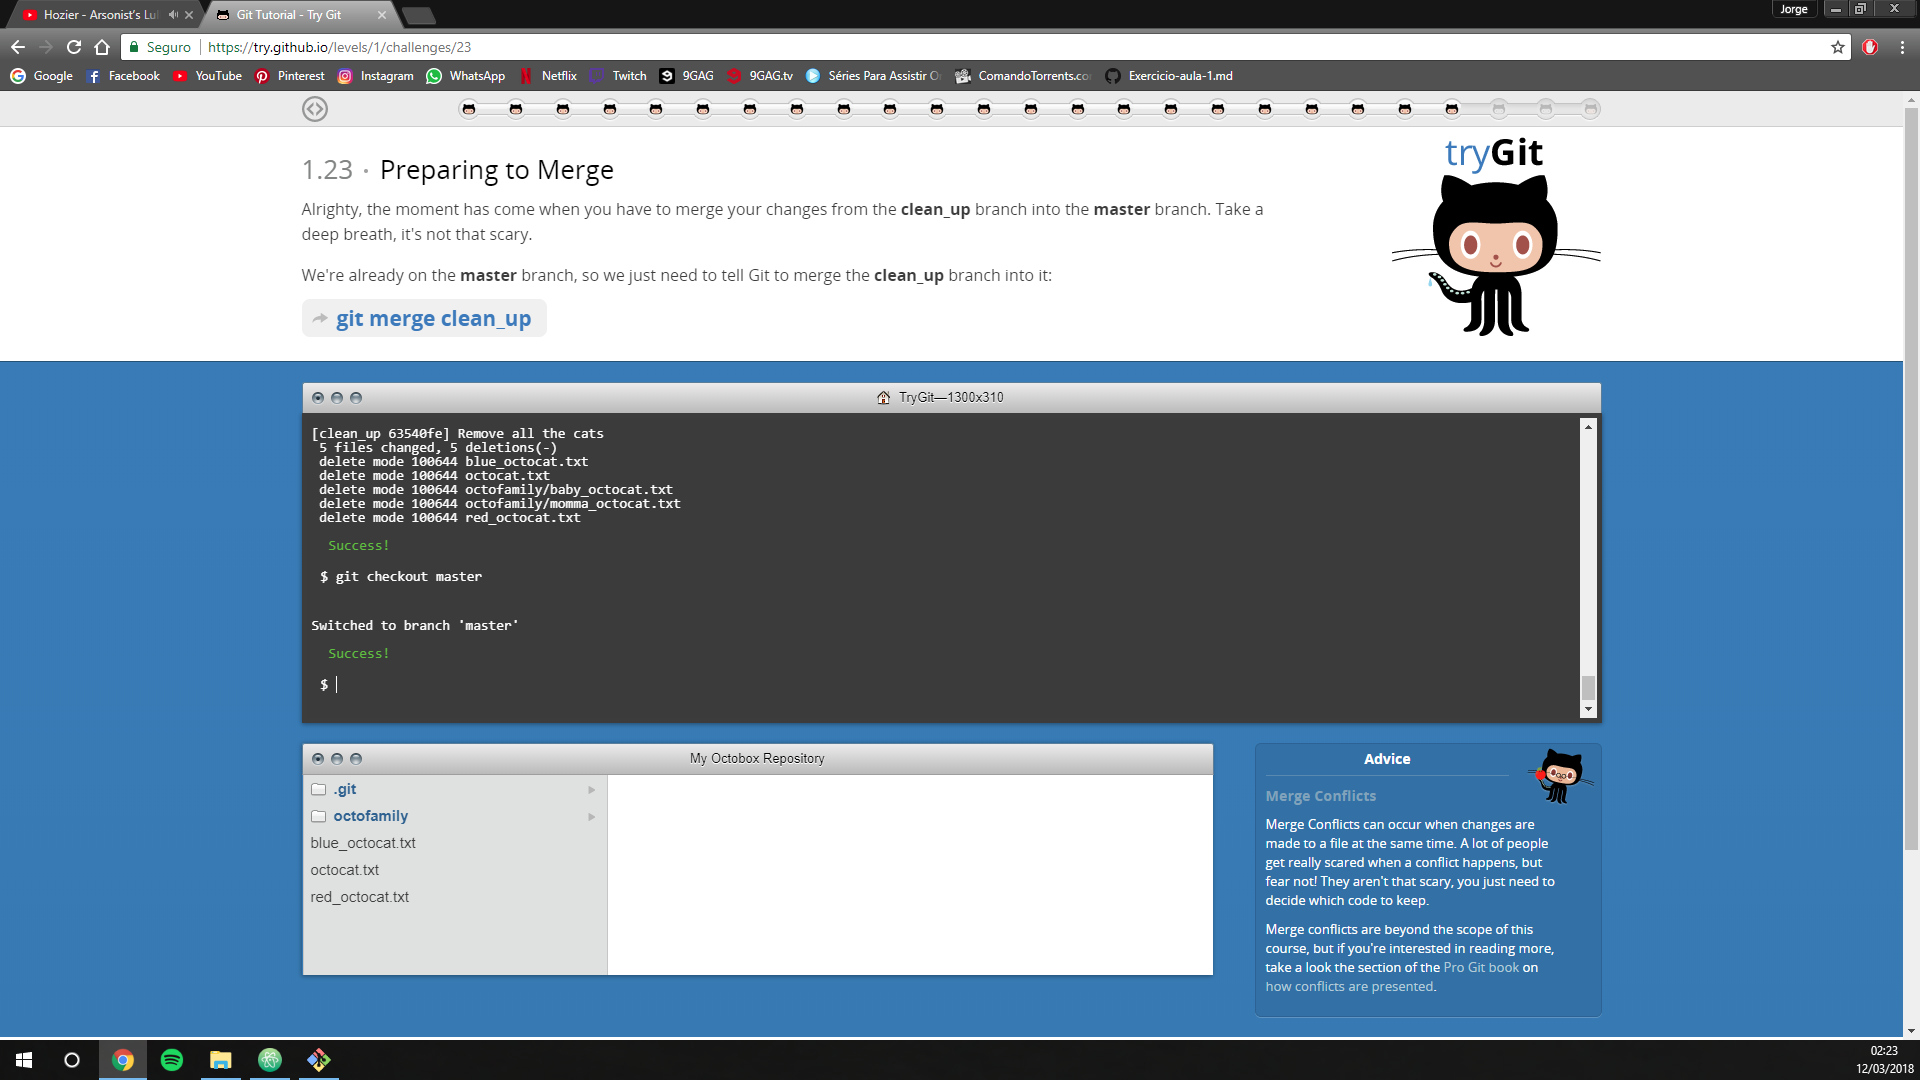 Hozier - Arsonist's Lul
Git Tutorial - Try Git
Jorge
Seguro
https://try.github.io/levels/1/challenges/23
Google
Facebook
YouTube
Pinterest
Instagram
WhatsApp
Netflix
Twitch
9GAG
9GAG.tv
Séries Para Assistir On
ComandoTorrents.co
Exercicio-aula-1.md
1.23 · Preparing to Merge
tryGit
Alrighty, the moment has come when you have to merge your changes from the clean_up branch into the master branch. Take a
deep breath, it's not that scary.
We're already on the master branch, so we just need to tell Git to merge the clean_up branch into it:
git merge clean_up
TryGit—1300x310
[clean_up 63540fe] Remove all the cats
5 files changed, 5 deletions(-)
delete mode 100644 blue_octocat.txt
delete mode 100644 octocat.txt
delete mode 100644 octofamily/baby_octocat.txt
delete mode 100644 octofamily/momma_octocat.txt
delete mode 100644 red_octocat.txt
Success!
$ git checkout master
Switched to branch 'master'
Success!
$
My Octobox Repository
.git
octofamily
blue_octocat.txt
octocat.txt
red_octocat.txt
Advice
Merge Conflicts
Merge Conflicts can occur when changes are
made to a file at the same time. A lot of people
get really scared when a conflict happens, but
fear not! They aren't that scary, you just need to
decide which code to keep.
Merge conflicts are beyond the scope of this
course, but if you're interested in reading more,
take a look the section of the Pro Git book on
how conflicts are presented.
02:23
12/03/2018